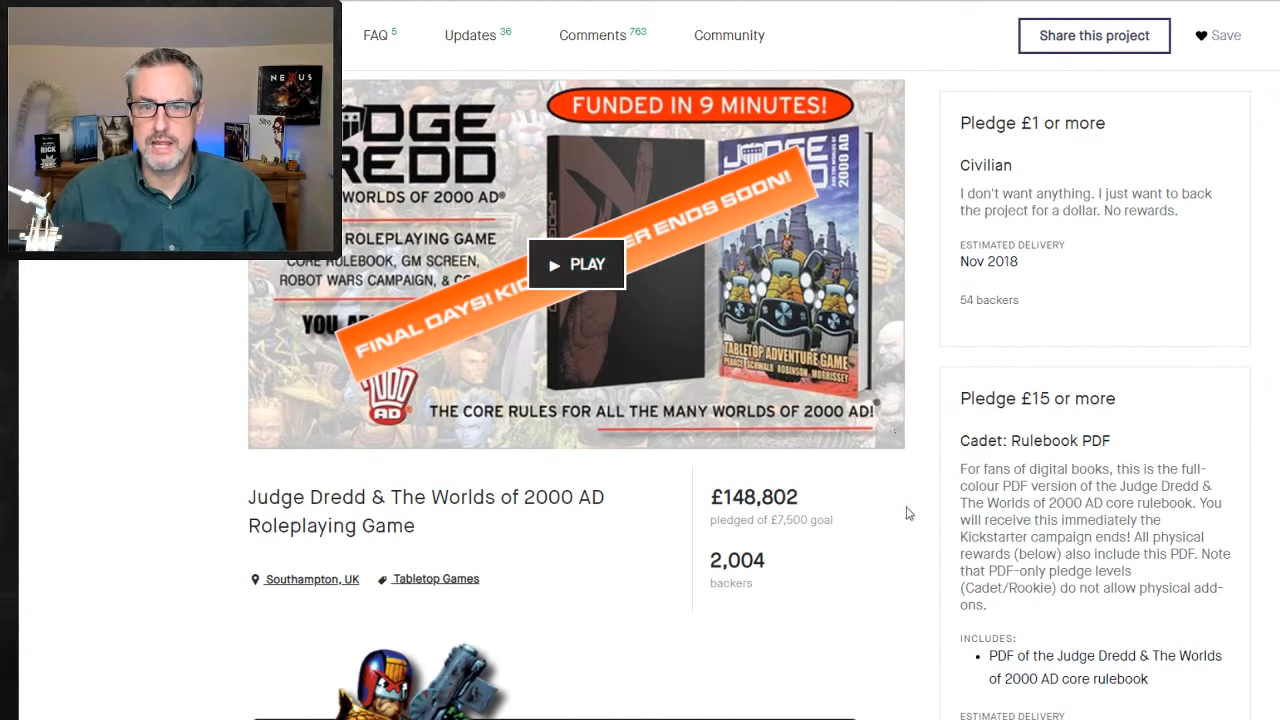 FAQ 5
Updates 36
Comments 763
Community
Share this project
Save
NEXUS
RICK
FUNDED IN 9 MINUTES!
DGE
REDD
WORLDS OF 2000 AD®
ROLEPLAYING GAME
CORE RULEBOOK, GM SCREEN,
ROBOT WARS CAMPAIGN, &
FINAL DAYS!
ER ENDS SOON!
PLAY
2000 AD
TABLETOP ADVENTURE GAME
PEARCE SCHWALB ROBINSON MORRISSEY
2000 AD
THE CORE RULES FOR ALL THE MANY WORLDS OF 2000 AD!®
Judge Dredd & The Worlds of 2000 AD
Roleplaying Game
Southampton, UK
Tabletop Games
£148,802
pledged of £7,500 goal
2,004
backers
Pledge £1 or more
Civilian
I don't want anything. I just want to back
the project for a dollar. No rewards.
ESTIMATED DELIVERY
Nov 2018
54 backers
Pledge £15 or more
Cadet: Rulebook PDF
For fans of digital books, this is the full-
colour PDF version of the Judge Dredd &
The Worlds of 2000 AD core rulebook. You
will receive this immediately the
Kickstarter campaign ends! All physical
rewards (below) also include this PDF. Note
that PDF-only pledge levels
(Cadet/Rookie) do not allow physical add-
ons.
INCLUDES:
• PDF of the Judge Dredd & The Worlds
of 2000 AD core rulebook
ESTIMATED DELIVERY